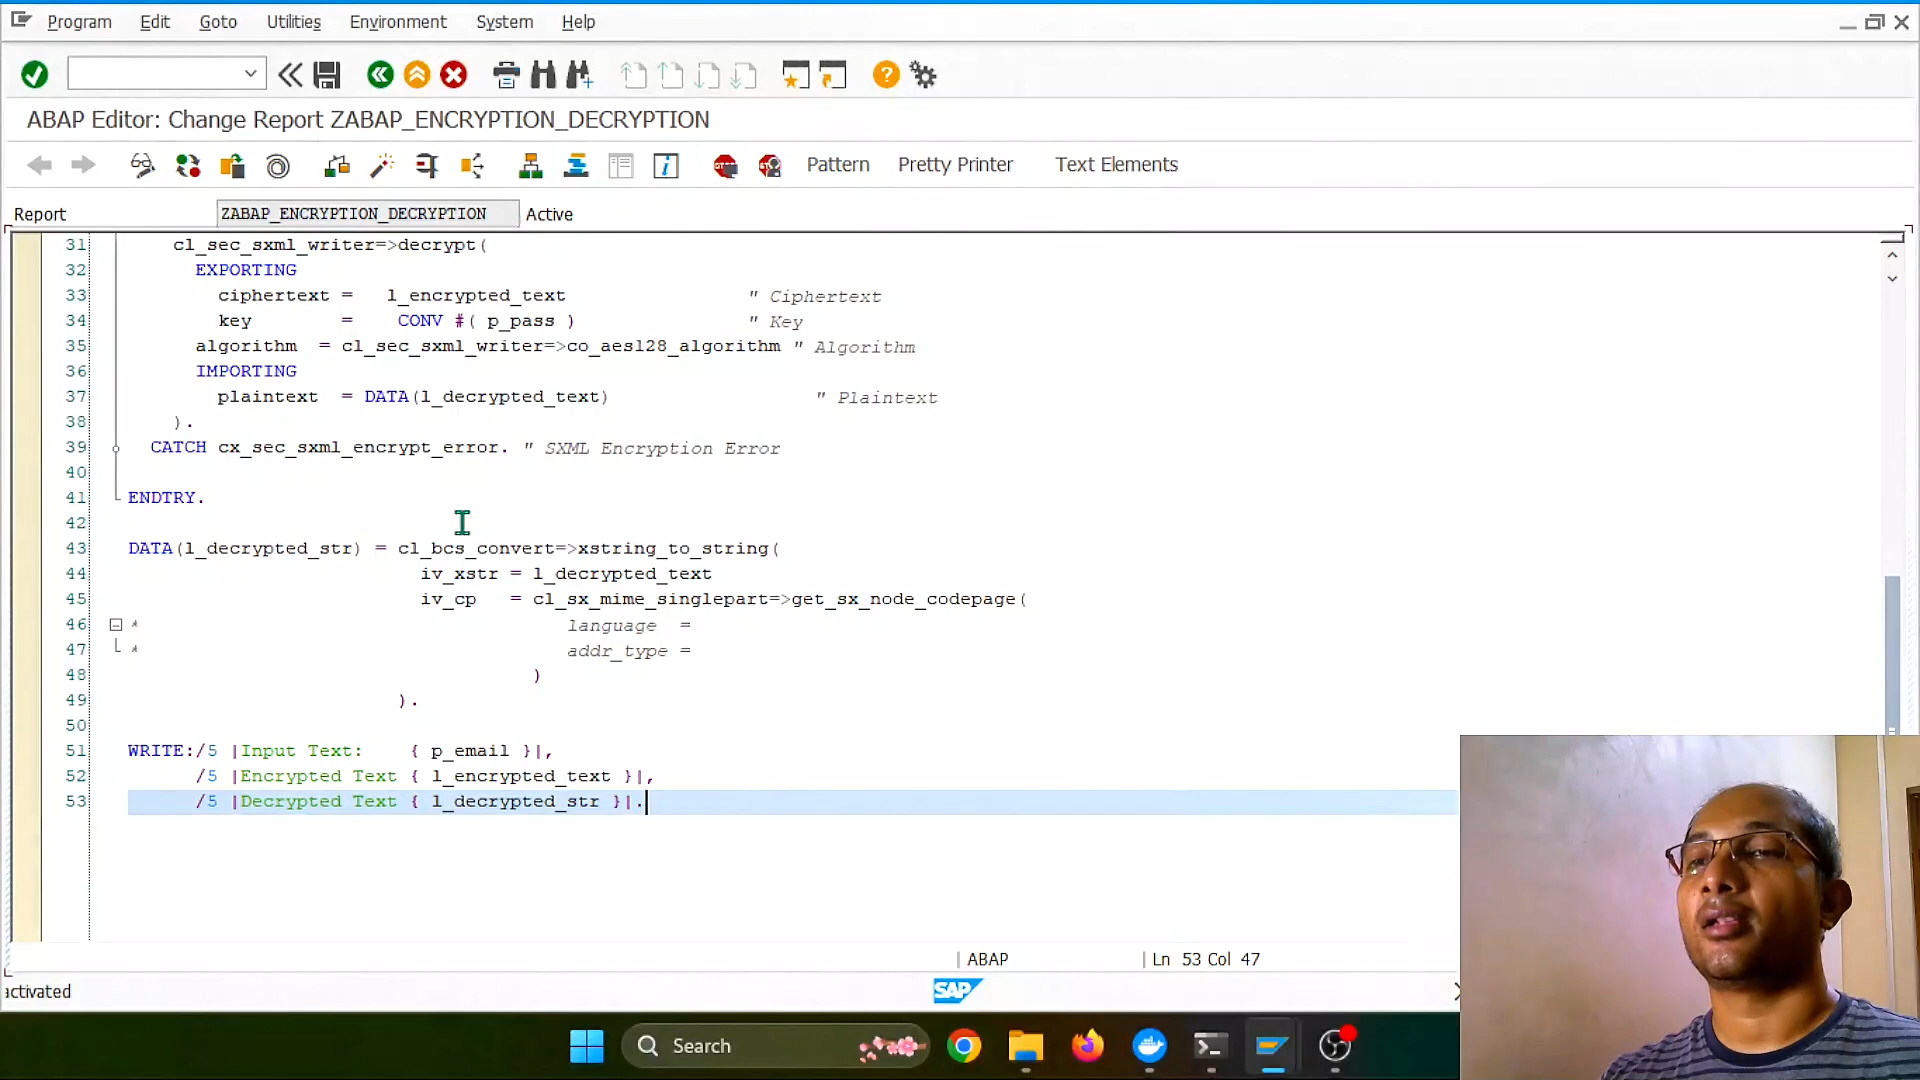 Program Edit Goto Utilities Environment System Help
ABAP Editor: Change Report ZABAP_ENCRYPTION_DECRYPTION
Pattern Pretty Printer Text Elements
Report ZABAP_ENCRYPTION_DECRYPTION Active
31 cl_sec_sxml_writer=>decrypt(
32 EXPORTING
33 ciphertext = l_encrypted_text " Ciphertext
34 key = CONV #( p_pass ) " Key
35 algorithm = cl_sec_sxml_writer=>co_aes128_algorithm " Algorithm
36 IMPORTING
37 plaintext = DATA(l_decrypted_text) " Plaintext
38 ).
39 CATCH cx_sec_sxml_encrypt_error. " SXML Encryption Error
40
41 ENDTRY.
42
43 DATA(l_decrypted_str) = cl_bcs_convert=>xstring_to_string(
44 iv_xstr = l_decrypted_text
45 iv_cp = cl_sx_mime_singlepart=>get_sx_node_codepage(
46 * language =
47 * addr_type =
48 )
49 ).
50
51 WRITE:/5 |Input Text: { p_email }|,
52 /5 |Encrypted Text { l_encrypted_text }|,
53 /5 |Decrypted Text { l_decrypted_str }|.
ABAP Ln 53 Col 47
activated
SAP
Search